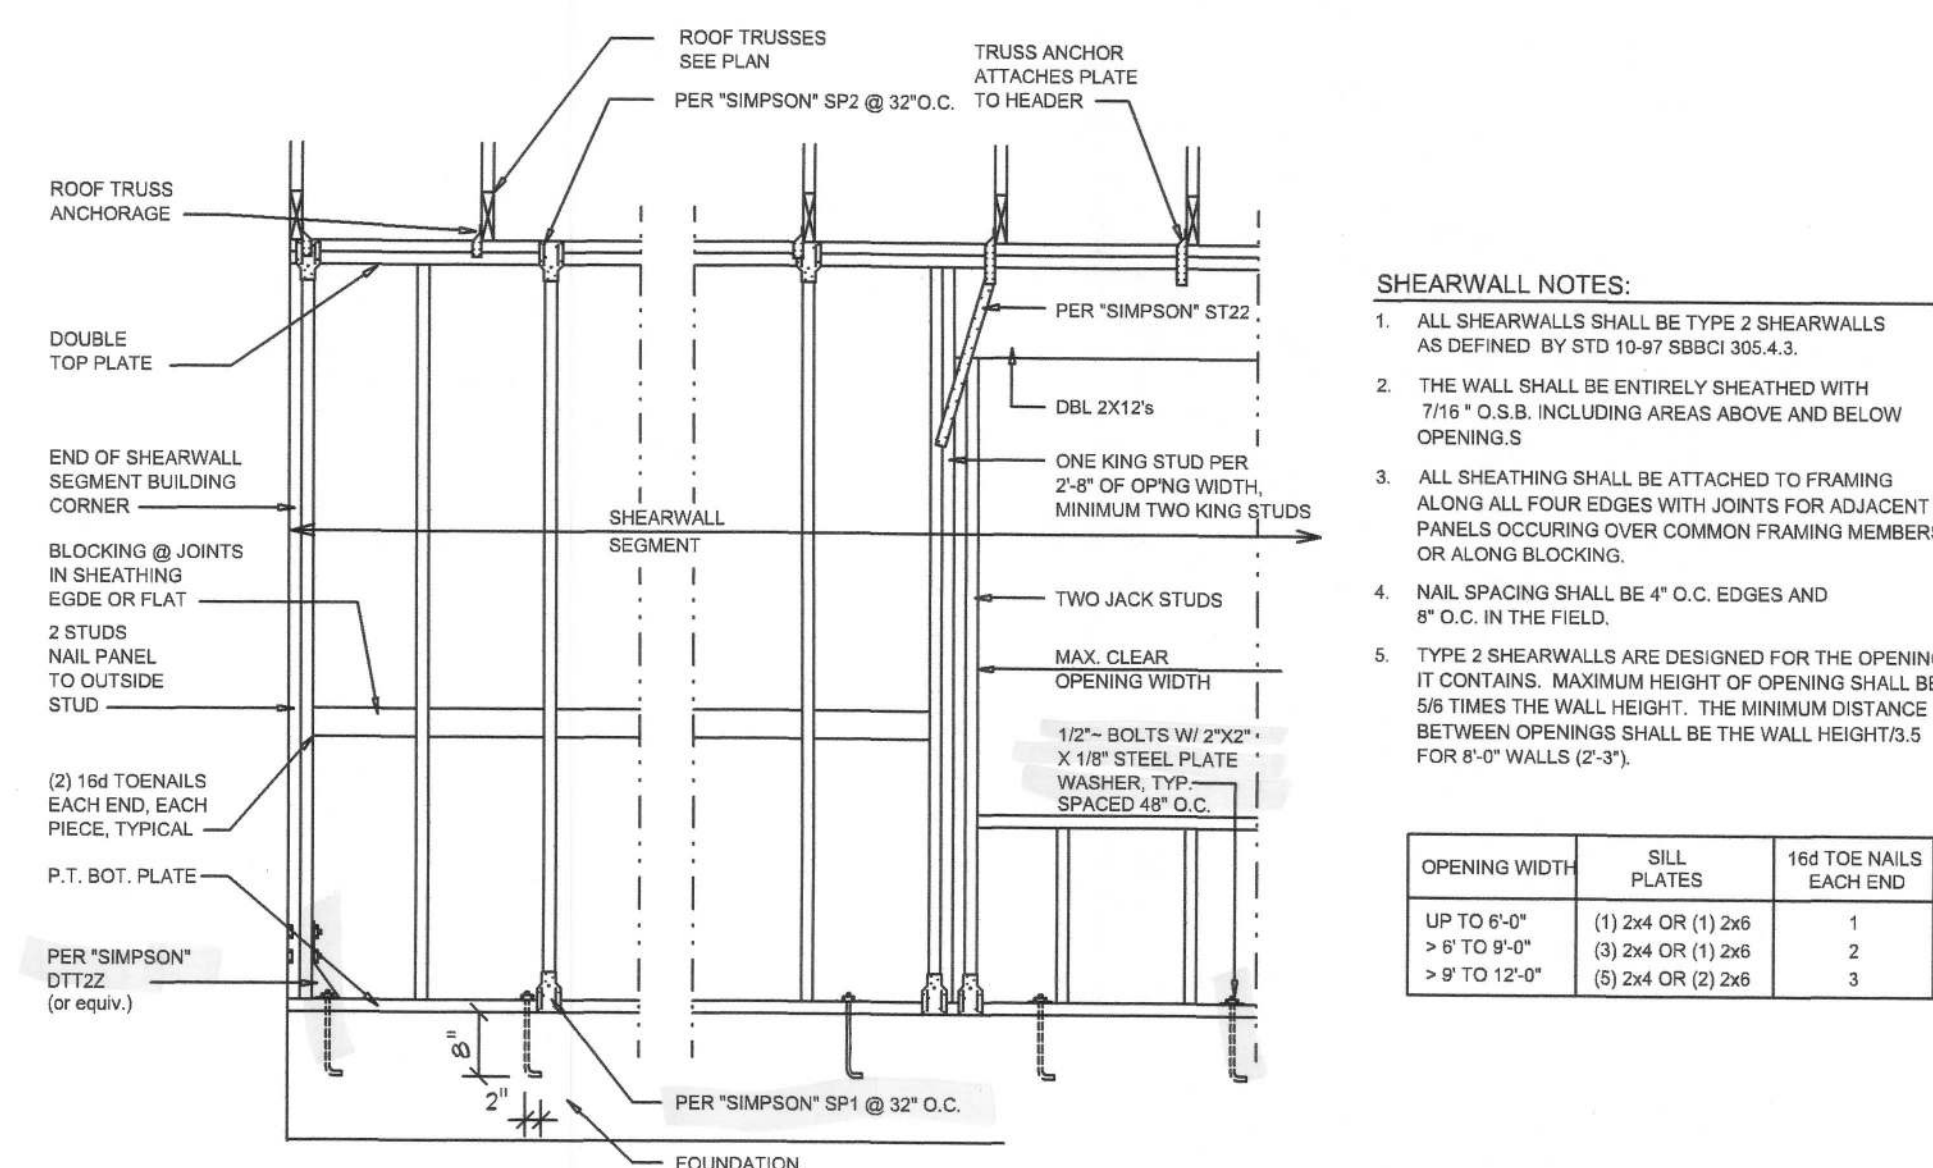 ROOF TRUSSES
SEE PLAN
PER "SIMPSON" SP2 @ 32"O.C.
TRUSS ANCHOR
ATTACHES PLATE
TO HEADER
ROOF TRUSS
ANCHORAGE
DOUBLE
TOP PLATE
END OF SHEARWALL
SEGMENT BUILDING
CORNER
BLOCKING @ JOINTS
IN SHEATHING
EGDE OR FLAT
2 STUDS
NAIL PANEL
TO OUTSIDE
STUD
(2) 16d TOENAILS
EACH END, EACH
PIECE, TYPICAL
P.T. BOT. PLATE
PER "SIMPSON"
DTT2Z
(or equiv.)
SHEARWALL
SEGMENT
PER "SIMPSON" ST22
DBL 2X12's
ONE KING STUD PER
2'-8" OF OP'NG WIDTH,
MINIMUM TWO KING STUDS
TWO JACK STUDS
MAX. CLEAR
OPENING WIDTH
1/2"~ BOLTS W/ 2"X2"
X 1/8" STEEL PLATE
WASHER, TYP.
SPACED 48" O.C.
8"
2"
PER "SIMPSON" SP1 @ 32" O.C.
FOUNDATION
SHEARWALL NOTES:
1. ALL SHEARWALLS SHALL BE TYPE 2 SHEARWALLS
AS DEFINED BY STD 10-97 SBBCI 305.4.3.
2. THE WALL SHALL BE ENTIRELY SHEATHED WITH
7/16 " O.S.B. INCLUDING AREAS ABOVE AND BELOW
OPENING.S
3. ALL SHEATHING SHALL BE ATTACHED TO FRAMING
ALONG ALL FOUR EDGES WITH JOINTS FOR ADJACENT
PANELS OCCURING OVER COMMON FRAMING MEMBERS
OR ALONG BLOCKING.
4. NAIL SPACING SHALL BE 4" O.C. EDGES AND
8" O.C. IN THE FIELD.
5. TYPE 2 SHEARWALLS ARE DESIGNED FOR THE OPENING
IT CONTAINS. MAXIMUM HEIGHT OF OPENING SHALL BE
5/6 TIMES THE WALL HEIGHT. THE MINIMUM DISTANCE
BETWEEN OPENINGS SHALL BE THE WALL HEIGHT/3.5
FOR 8'-0" WALLS (2'-3").
OPENING WIDTH SILL PLATES 16d TOE NAILS EACH END
UP TO 6'-0" (1) 2x4 OR (1) 2x6 1
> 6' TO 9'-0" (3) 2x4 OR (1) 2x6 2
> 9' TO 12'-0" (5) 2x4 OR (2) 2x6 3